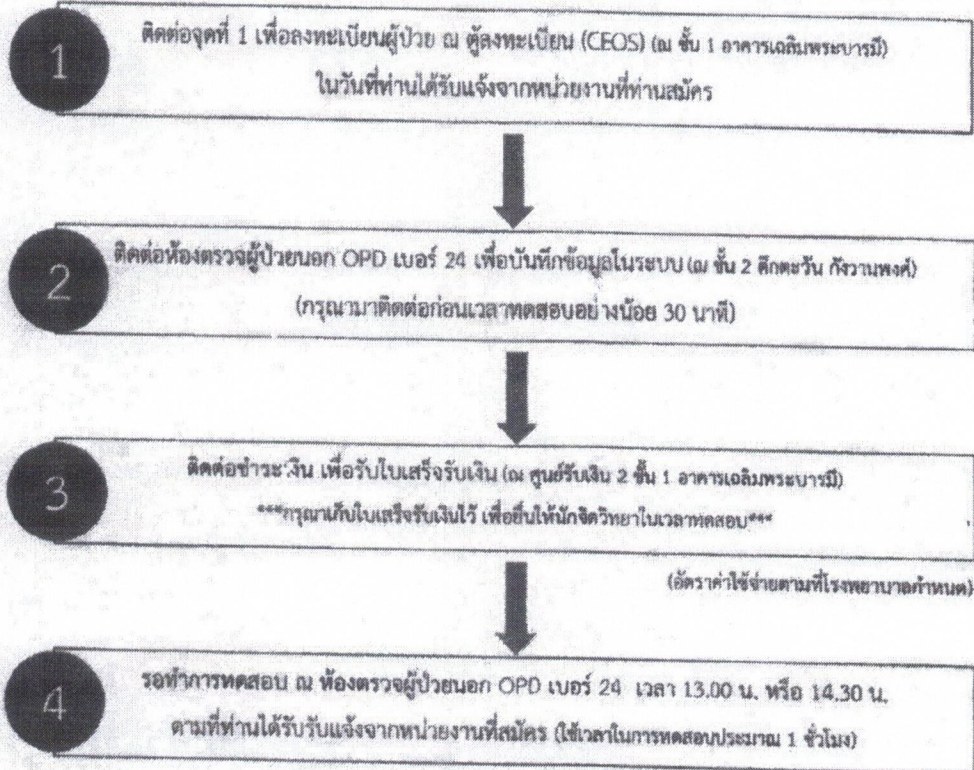 1
ติดต่อจุดที่ 1 เพื่อลงทะเบียนผู้ป่วย ณ ตู้ลงทะเบียน (CEOS) (ณ ชั้น 1 อาคารเฉลิมพระบารมี)
ในวันที่ท่านได้รับแจ้งจากหน่วยงานที่ท่านสมัคร
2
ติดต่อห้องตรวจผู้ป่วยนอก OPD เบอร์ 24 เพื่อบันทึกข้อมูลในระบบ (ณ ชั้น 2 ตึกตะวัน กังวานพงศ์)
(กรุณามาติดต่อก่อนเวลาทดสอบอย่างน้อย 30 นาที)
3
ติดต่อชำระเงิน เพื่อรับใบเสร็จรับเงิน (ณ ศูนย์รับเงิน 2 ชั้น 1 อาคารเฉลิมพระบารมี)
***กรุณาเก็บใบเสร็จรับเงินไว้ เพื่อยื่นให้นักจิตวิทยาในเวลาทดสอบ***
(อัตราค่าใช้จ่ายตามที่โรงพยาบาลกำหนด)
4
รอทำการทดสอบ ณ ห้องตรวจผู้ป่วยนอก OPD เบอร์ 24 เวลา 13.00 น. หรือ 14.30 น.
ตามที่ท่านได้รับรับแจ้งจากหน่วยงานที่สมัคร (ใช้เวลาในการทดสอบประมาณ 1 ชั่วโมง)